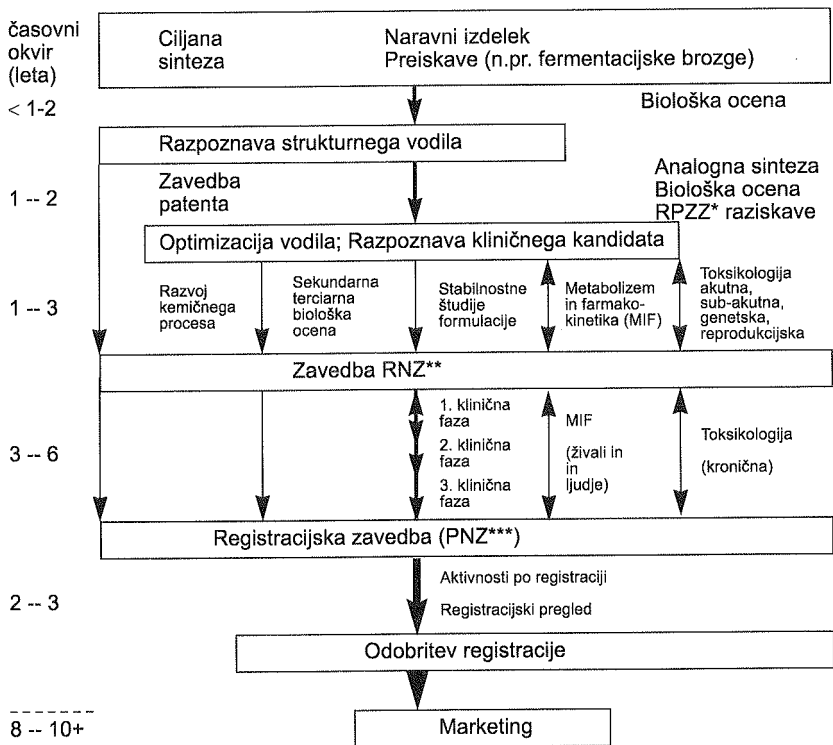 časovni
okvir
(leta)
Ciljana
sinteza
Naravni izdelek
Preiskave (n.pr. fermentacijske brozge)
< 1-2
Biološka ocena
Razpoznava strukturnega vodila
1 -- 2
Zavedba
patenta
Analogna sinteza
Biološka ocena
RPZZ* raziskave
Optimizacija vodila; Razpoznava kliničnega kandidata
1 -- 3
Razvoj
kemičnega
procesa
Sekundarna
terciarna
biološka
ocena
Stabilnostne
študije
formulacije
Metabolizem
in farmako-
kinetika (MIF)
Toksikologija
akutna,
sub-akutna,
genetska,
reprodukcijska
Zavedba RNZ**
3 -- 6
1. klinična
faza
2. klinična
faza
3. klinična
faza
MIF
(živali in
in
ljudje)
Toksikologija
(kronična)
Registracijska zavedba (PNZ***)
2 -- 3
Aktivnosti po registraciji
Registracijski pregled
Odobritev registracije
8 -- 10+
Marketing